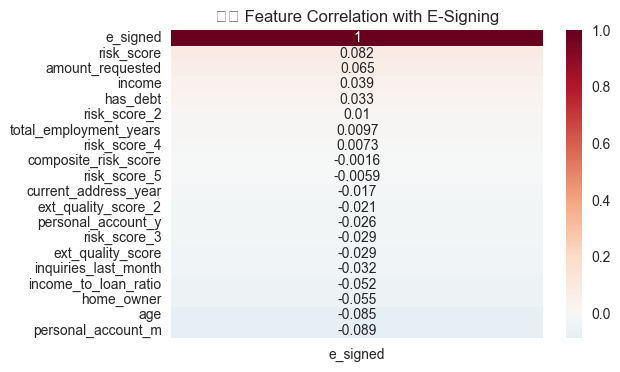 Feature Correlation with E-Signing
e_signed 1
risk_score 0.082
amount_requested 0.065
income 0.039
has_debt 0.033
risk_score_2 0.01
total_employment_years 0.0097
risk_score_4 0.0073
composite_risk_score -0.0016
risk_score_5 -0.0059
current_address_year -0.017
ext_quality_score_2 -0.021
personal_account_y -0.026
risk_score_3 -0.029
ext_quality_score -0.029
inquiries_last_month -0.032
income_to_loan_ratio -0.052
home_owner -0.055
age -0.085
personal_account_m -0.089
e_signed
1.0
0.8
0.6
0.4
0.2
0.0